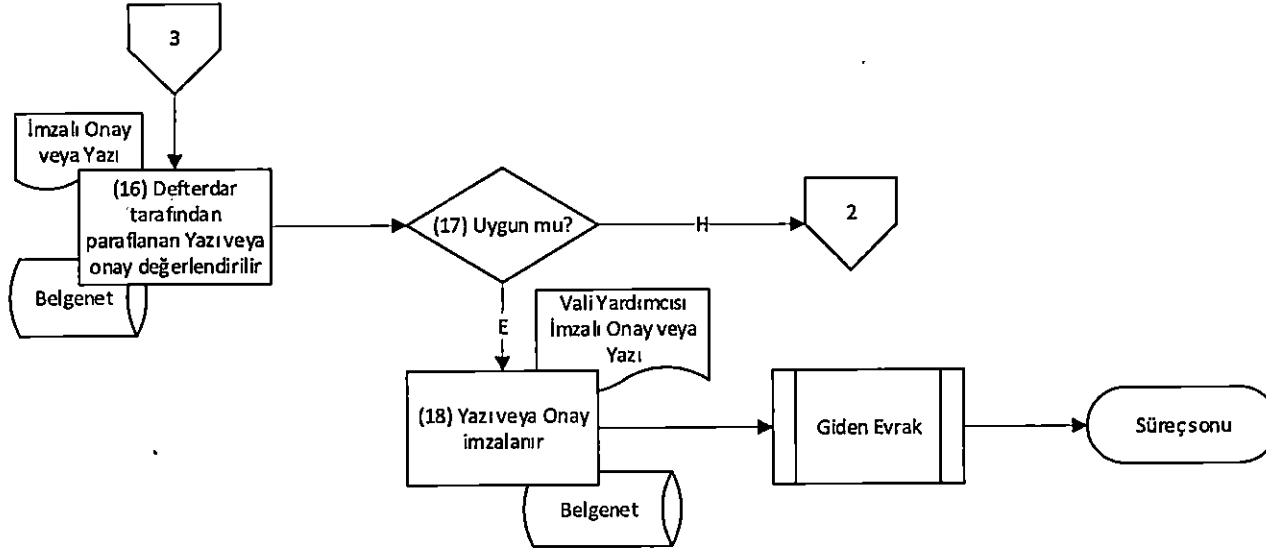 3
İmzalı Onay
veya Yazı
(16) Defterdar
tarafından
paraflanan Yazı veya
onay değerlendirilir
Belgenet
(17) Uygun mu?
H
2
E
Vali Yardımcısı
İmzalı Onay veya
Yazı
(18) Yazı veya Onay
imzalanır
Belgenet
Giden Evrak
Süreç sonu